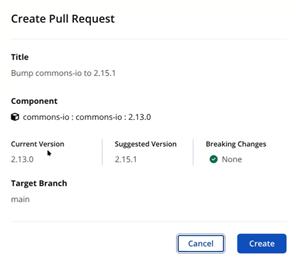 Create Pull Request
Title
Bump commons-io to 2.15.1
Component
commons-io : commons-io : 2.13.0
Current Version Suggested Version Breaking Changes
2.13.0 2.15.1 None
Target Branch
main
Cancel Create